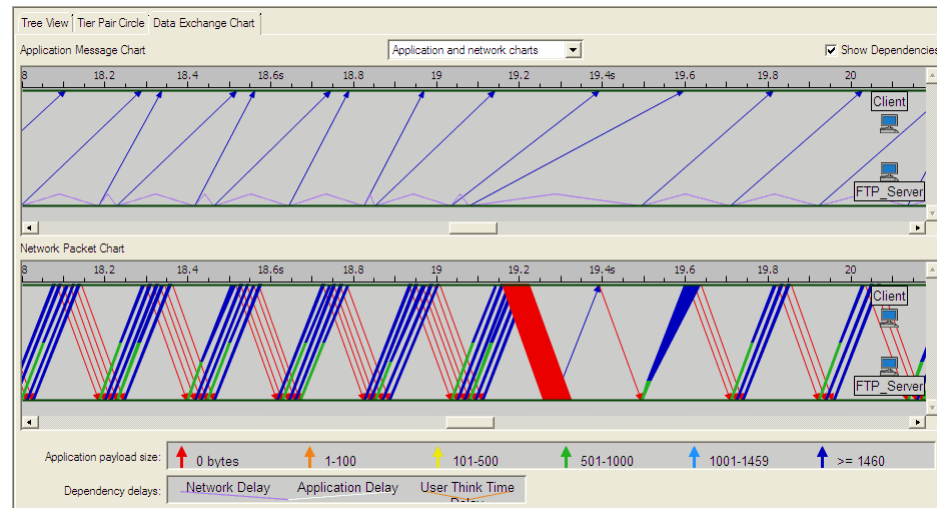 Tree View Tier Pair Circle Data Exchange Chart
Application Message Chart Application and network charts Show Dependencies
8 18.2 18.4 18.6s 18.8 19 19.2 19.4s 19.6 19.8 20
Client
FTP_Server
Network Packet Chart
8 18.2 18.4 18.6s 18.8 19 19.2 19.4s 19.6 19.8 20
Client
FTP_Server
Application payload size: 0 bytes 1-100 101-500 501-1000 1001-1459 >= 1460
Dependency delays: Network Delay Application Delay User Think Time